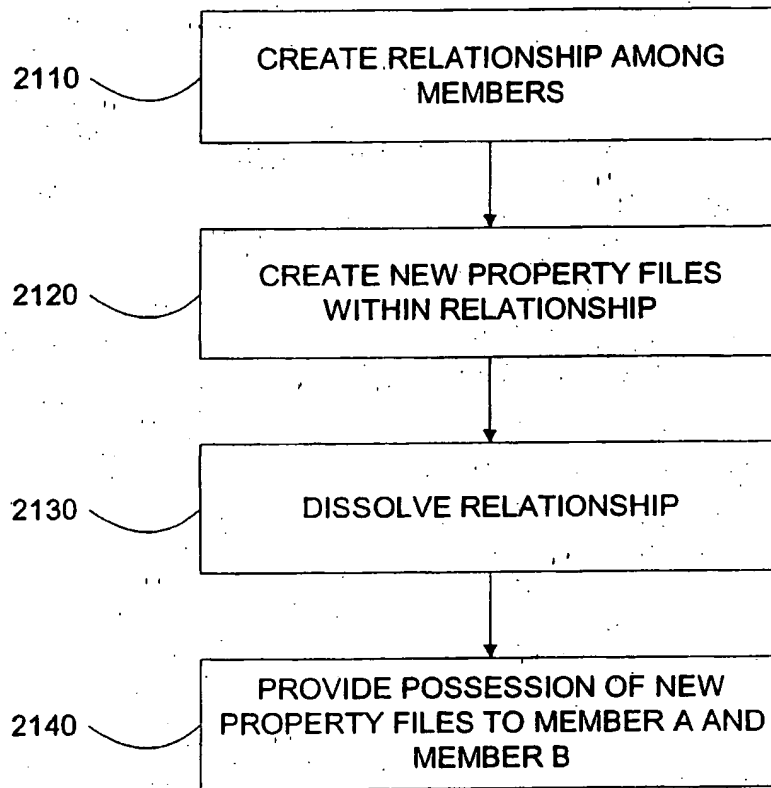 2110
CREATE RELATIONSHIP AMONG
MEMBERS
2120
CREATE NEW PROPERTY FILES
WITHIN RELATIONSHIP
2130
DISSOLVE RELATIONSHIP
2140
PROVIDE POSSESSION OF NEW
PROPERTY FILES TO MEMBER A AND
MEMBER B